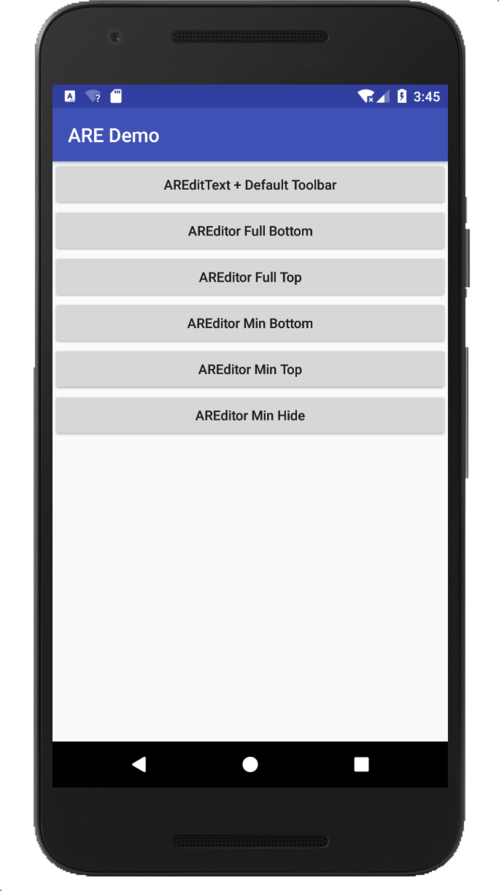 3:45
ARE Demo
AREditText + Default Toolbar
AREditor Full Bottom
AREditor Full Top
AREditor Min Bottom
AREditor Min Top
AREditor Min Hide